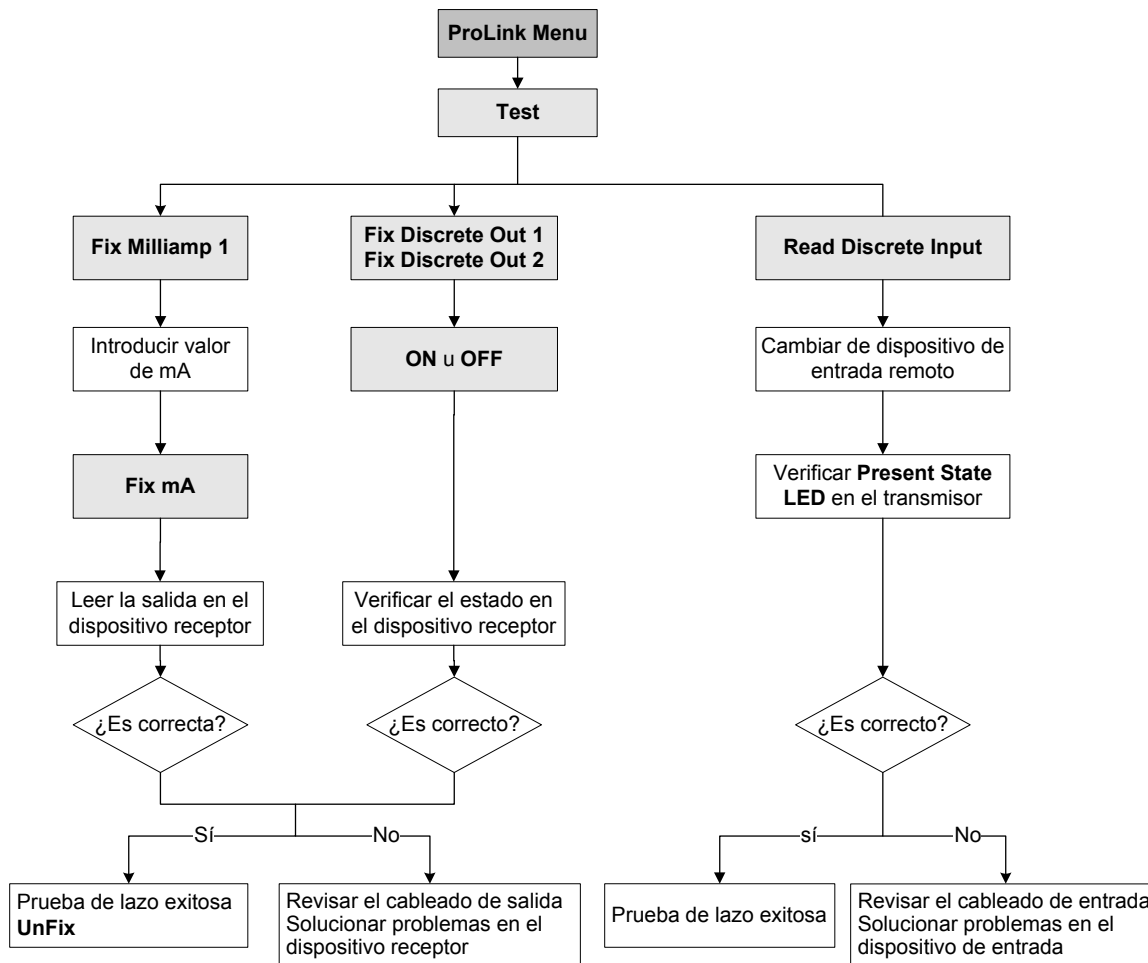 ProLink Menu
Test
Fix Milliamp 1
Fix Discrete Out 1
Fix Discrete Out 2
Read Discrete Input
Introducir valor
de mA
ON u OFF
Cambiar de dispositivo de
entrada remoto
Fix mA
Verificar Present State
LED en el transmisor
Leer la salida en el
dispositivo receptor
Verificar el estado en
el dispositivo receptor
¿Es correcta?
¿Es correcto?
¿Es correcto?
Sí
No
sí
No
Prueba de lazo exitosa
UnFix
Revisar el cableado de salida
Solucionar problemas en el
dispositivo receptor
Prueba de lazo exitosa
Revisar el cableado de entrada
Solucionar problemas en el
dispositivo de entrada